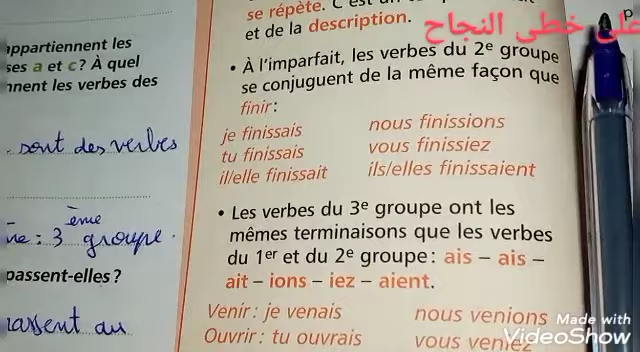 appartiennent les
ses a et c ? À quel
nnent les verbes des
sont des verbes
ne : 3 ème groupe.
passent-elles ?
se répète. C'est un
et de la description.
• À l'imparfait, les verbes du 2e groupe
se conjuguent de la même façon que
finir :
je finissais nous finissions
tu finissais vous finissiez
il/elle finissait ils/elles finissaient
• Les verbes du 3e groupe ont les
mêmes terminaisons que les verbes
du 1er et du 2e groupe : ais – ais –
ait – ions – iez – aient.
Venir : je venais nous venions
Ouvrir : tu ouvrais vous veniez
على خطى النجاح
Made with
VideoShow